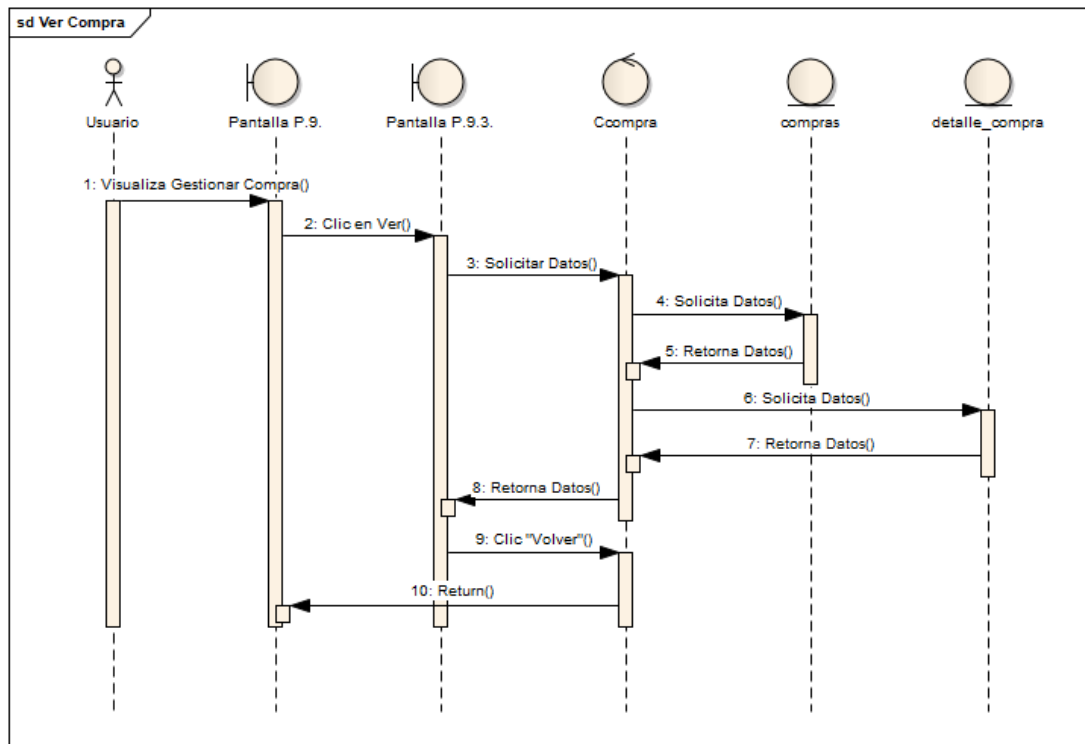 sd Ver Compra
Usuario
Pantalla P.9.
Pantalla P.9.3.
Ccompra
compras
detalle_compra
1: Visualiza Gestionar Compra()
2: Clic en Ver()
3: Solicitar Datos()
4: Solicita Datos()
5: Retorna Datos()
6: Solicita Datos()
7: Retorna Datos()
8: Retorna Datos()
9: Clic "Volver"()
10: Return()